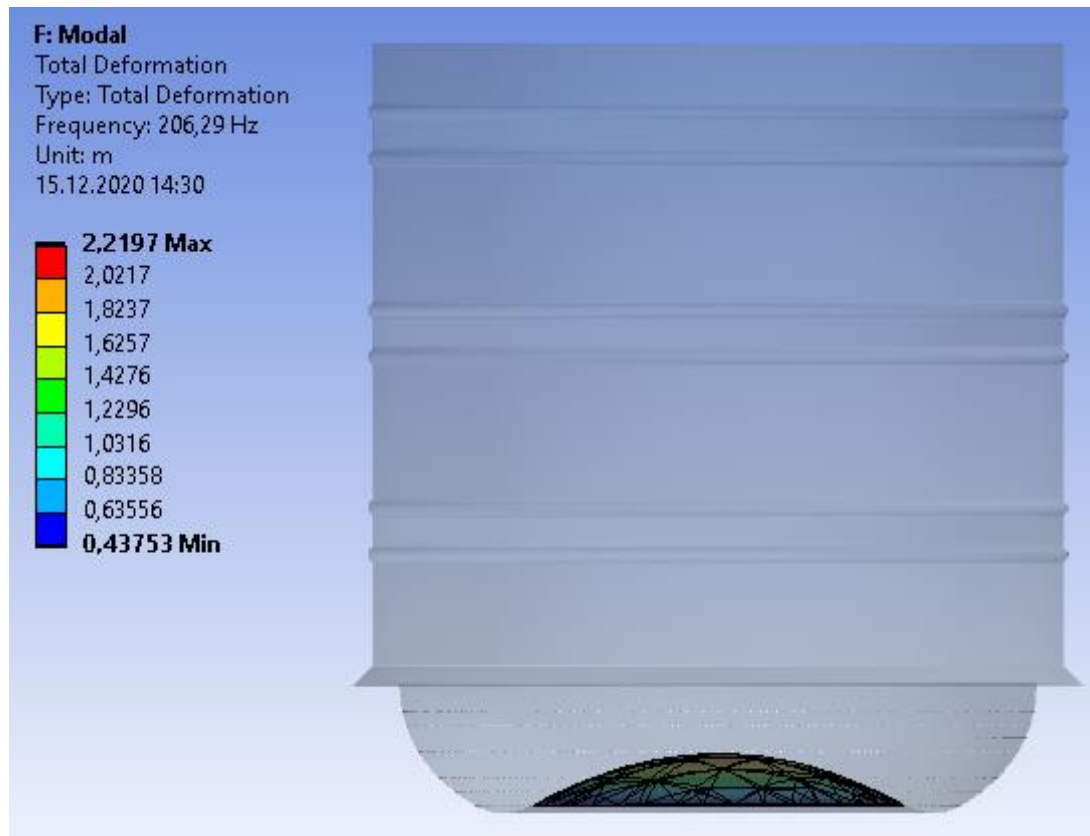 F: Modal
Total Deformation
Type: Total Deformation
Frequency: 206,29 Hz
Unit: m
15.12.2020 14:30
2,2197 Max
2,0217
1,8237
1,6257
1,4276
1,2296
1,0316
0,83358
0,63556
0,43753 Min